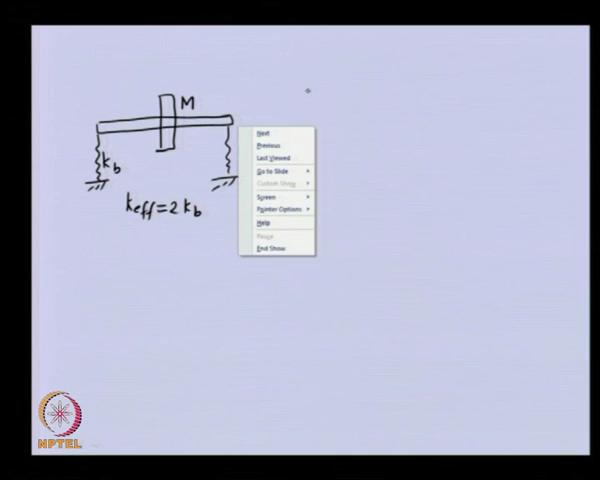 M
k_b
k_eff = 2 k_b
Next
Previous
Last Viewed
Go to Slide
Custom Show
Screen
Pointer Options
Help
Pause
End Show
NPTEL